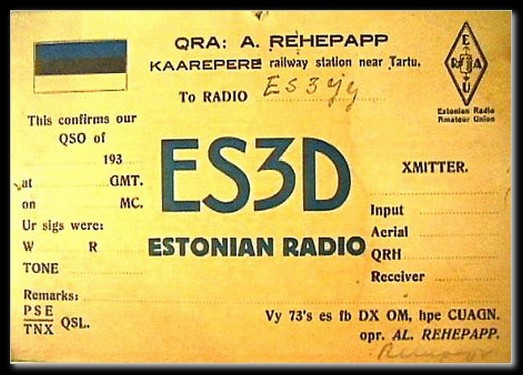 QRA: A. REHEPAPP
KAAREPERE railway station near Tartu.
To RADIO
E
R A
U
Estonian Radio
Amateur Union
This confirms our
QSO of
193
at GMT.
on MC.
Ur sigs were:
W R
TONE
Remarks:
PSE
TNX QSL.
ES3D
ESTONIAN RADIO
XMITTER.
Input
Aerial
QRH
Receiver
Vy 73's es fb DX OM, hpe CUAGN.
opr. AL. REHEPAPP.